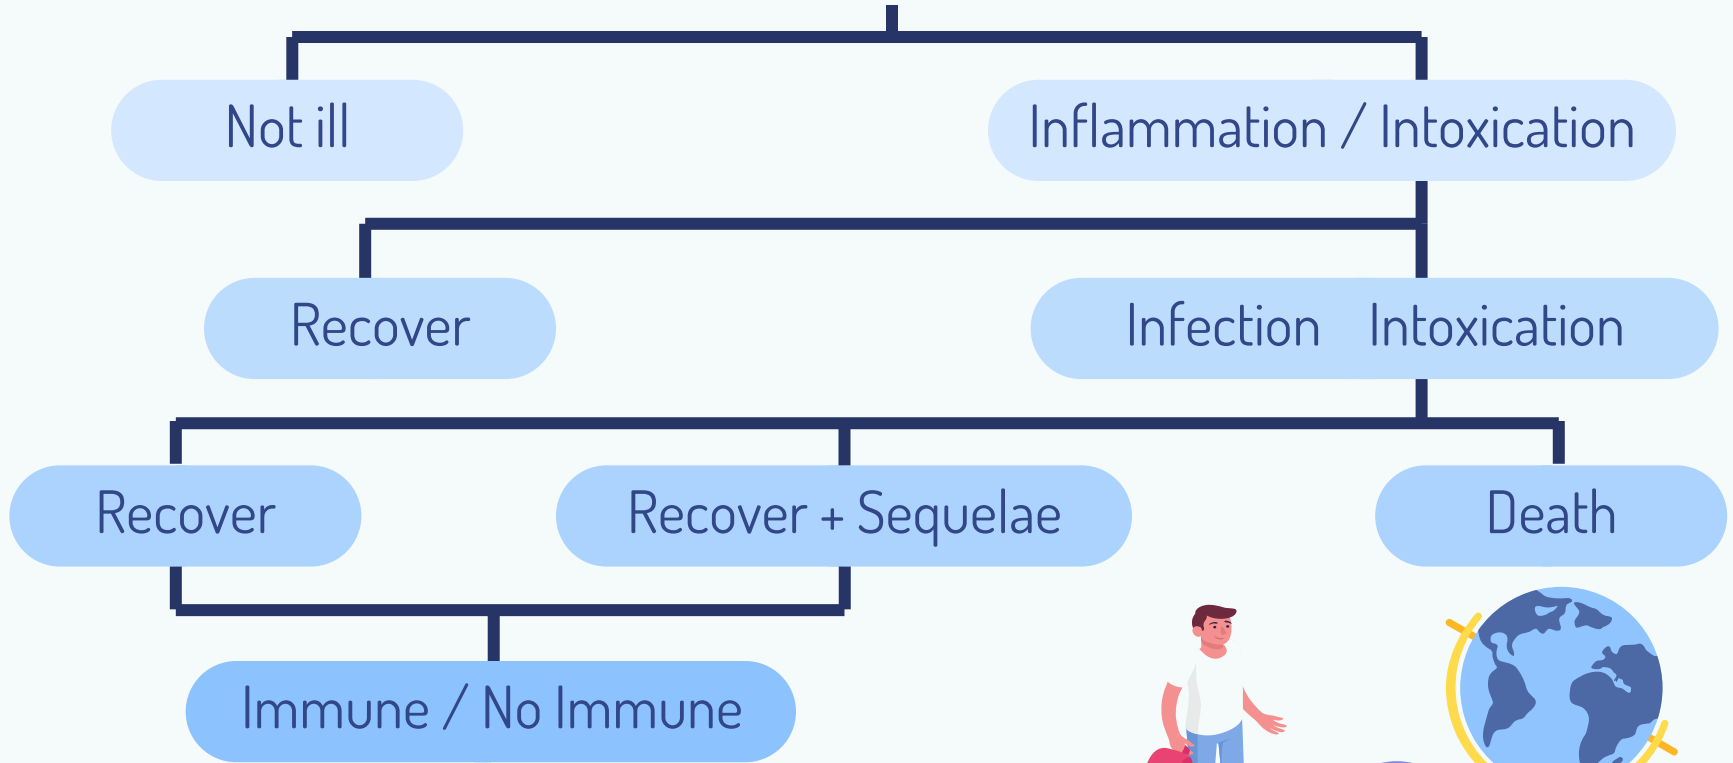 Not ill
Inflammation / Intoxication
Recover
Infection Intoxication
Recover
Recover + Sequelae
Death
Immune / No Immune